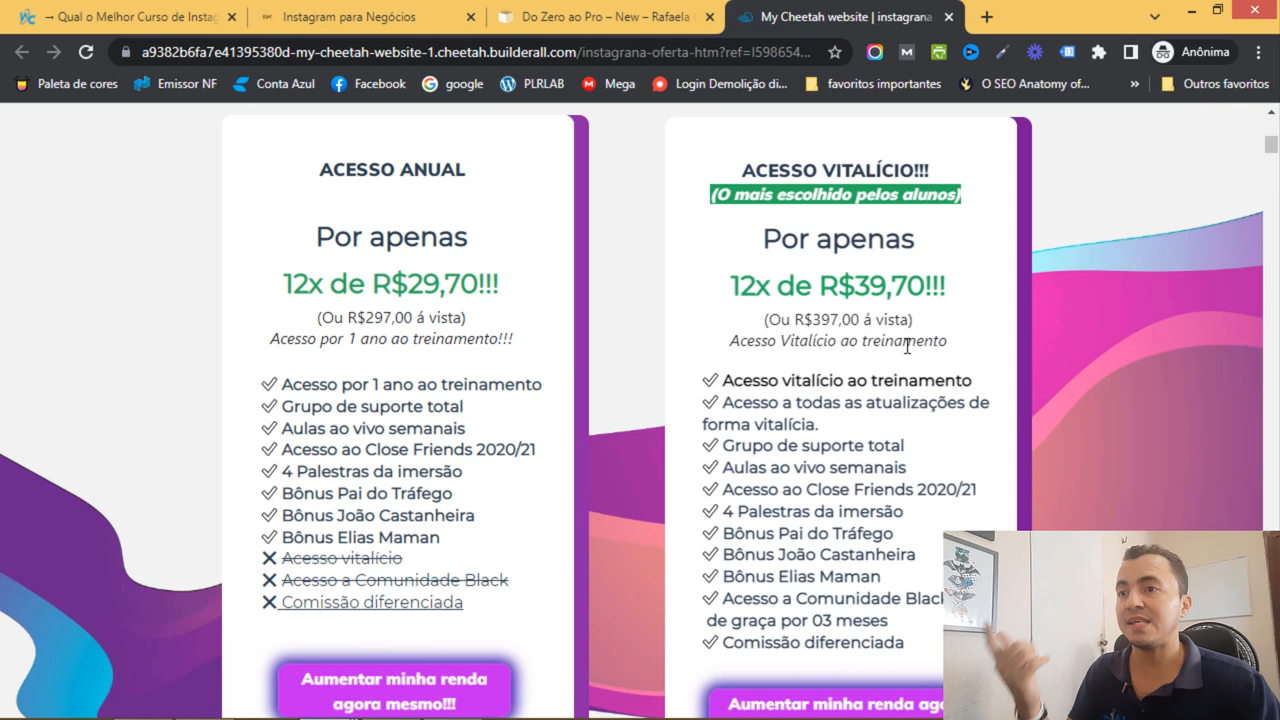 → Qual o Melhor Curso de Instag
Instagram para Negócios
Do Zero ao Pro – New – Rafaela
My Cheetah website | instagrana
a9382b6fa7e41395380d-my-cheetah-website-1.cheetah.builderall.com/instagrana-oferta-htm?ref=I598654...
Anônima
Paleta de cores
Emissor NF
Conta Azul
Facebook
google
PLRLAB
Mega
Login Demolição di...
favoritos importantes
O SEO Anatomy of...
»
Outros favoritos
ACESSO ANUAL
Por apenas
12x de R$29,70!!!
(Ou R$297,00 á vista)
Acesso por 1 ano ao treinamento!!!
Acesso por 1 ano ao treinamento
Grupo de suporte total
Aulas ao vivo semanais
Acesso ao Close Friends 2020/21
4 Palestras da imersão
Bônus Pai do Tráfego
Bônus João Castanheira
Bônus Elias Maman
Acesso vitalício
Acesso a Comunidade Black
Comissão diferenciada
Aumentar minha renda
agora mesmo!!!
ACESSO VITALÍCIO!!!
(O mais escolhido pelos alunos)
Por apenas
12x de R$39,70!!!
(Ou R$397,00 á vista)
Acesso Vitalício ao treinamento
Acesso vitalício ao treinamento
Acesso a todas as atualizações de
forma vitalícia.
Grupo de suporte total
Aulas ao vivo semanais
Acesso ao Close Friends 2020/21
4 Palestras da imersão
Bônus Pai do Tráfego
Bônus João Castanheira
Bônus Elias Maman
Acesso a Comunidade Black
de graça por 03 meses
Comissão diferenciada
Aumentar minha renda